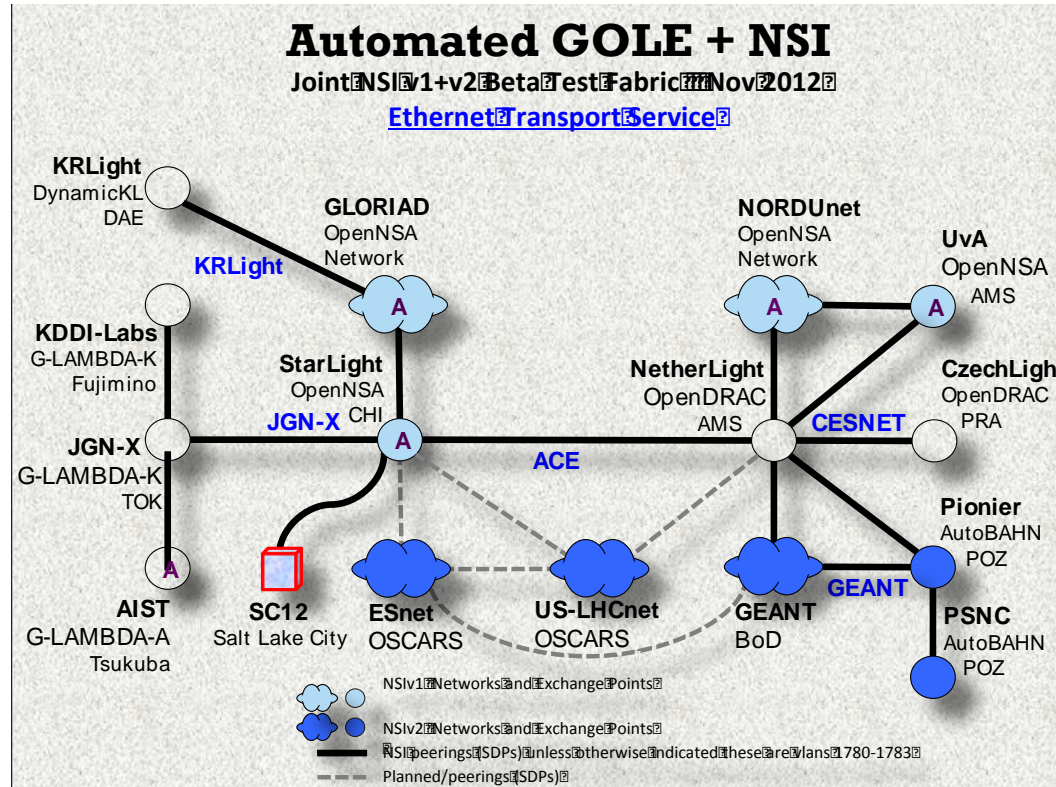 Automated GOLE + NSI
Joint NSI v1+v2 Beta Test Fabric Nov 2012
Ethernet Transport Service
KRLight
DynamicKL
DAE
KRLight
GLORIAD
OpenNSA
Network
A
NORDUnet
OpenNSA
Network
A
UvA
OpenNSA
AMS
A
KDDI-Labs
G-LAMBDA-K
Fujimino
StarLight
OpenNSA
CHI
A
NetherLight
OpenDRAC
AMS
CzechLigh
OpenDRAC
PRA
JGN-X
ACE
CESNET
JGN-X
G-LAMBDA-K
TOK
Pionier
AutoBAHN
POZ
A
AIST
G-LAMBDA-A
Tsukuba
SC12
Salt Lake City
ESnet
OSCARS
US-LHCnet
OSCARS
GEANT
BoD
GEANT
PSNC
AutoBAHN
POZ
NSIv1 Networks and Exchange Points
NSIv2 Networks and Exchange Points
NSI peerings (SDPs) unless otherwise indicated these are vlans 1780-1783
Planned/peerings (SDPs)